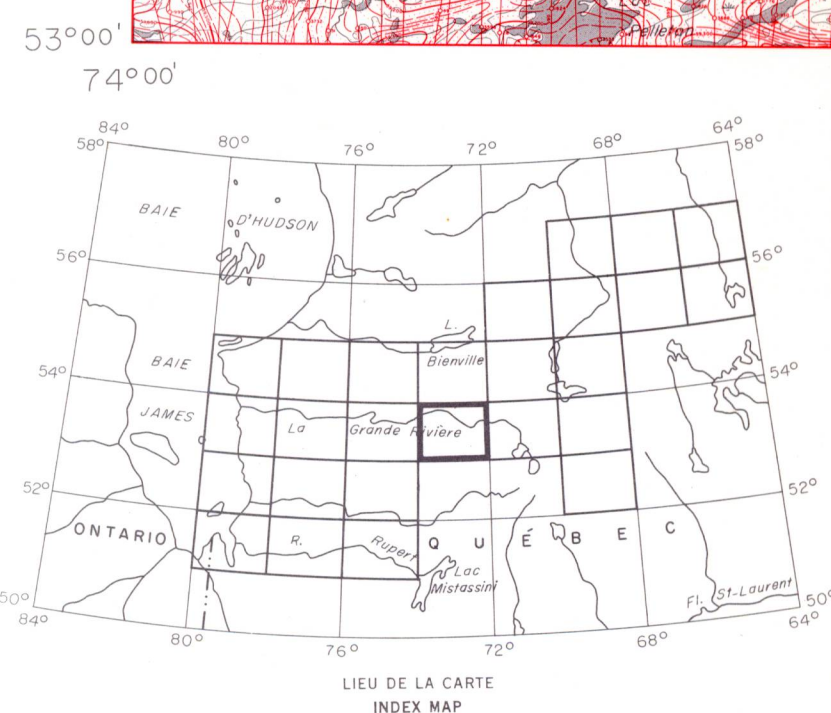 53°00'
Pelletan
74°00'
84° 80° 76° 72° 68° 64°
58° 58°
BAIE D'HUDSON
56° 56°
L. Bienville
BAIE JAMES
54° 54°
La Grande Rivière
52° 52°
ONTARIO
R. Rupert
QUÉBEC
Lac Mistassini
Fl. St-Laurent
50° 50°
84° 80° 76° 72° 68° 64°
LIEU DE LA CARTE
INDEX MAP